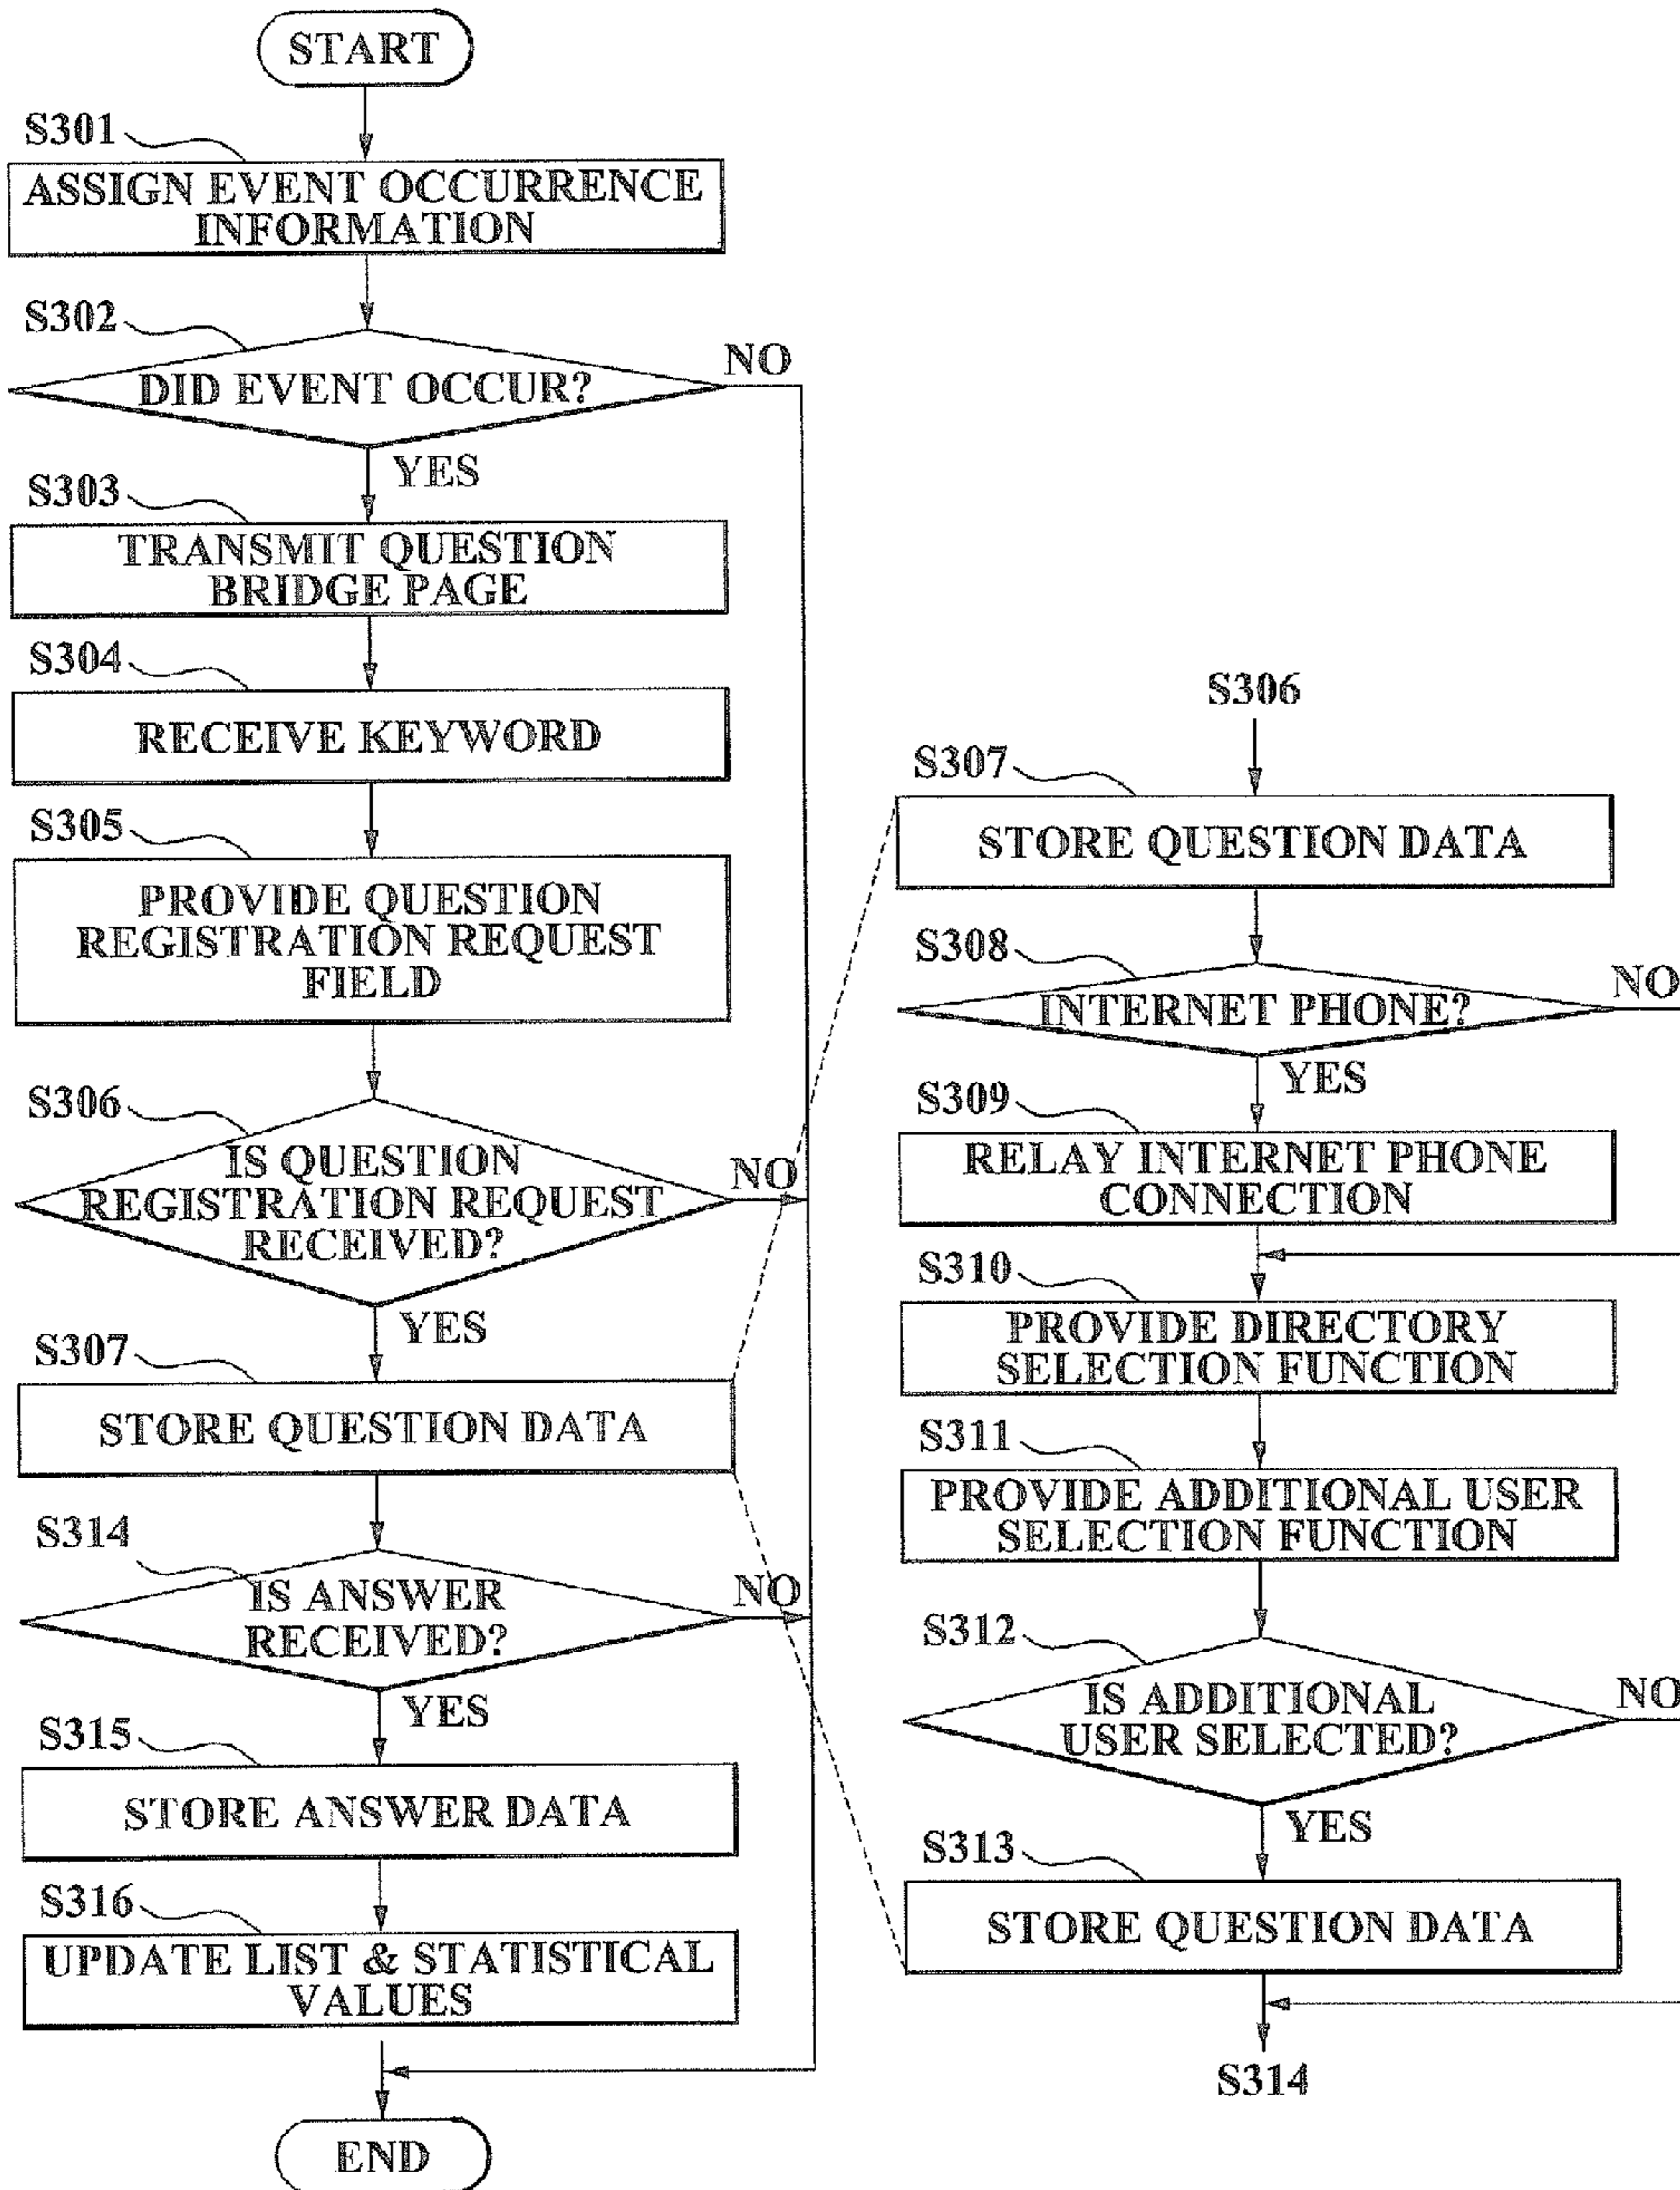 START
S301
ASSIGN EVENT OCCURRENCE
INFORMATION
S302
DID EVENT OCCUR?
NO
YES
S303
TRANSMIT QUESTION
BRIDGE PAGE
S304
RECEIVE KEYWORD
S305
PROVIDE QUESTION
REGISTRATION REQUEST
FIELD
S306
IS QUESTION
REGISTRATION REQUEST
RECEIVED?
NO
YES
S307
STORE QUESTION DATA
S314
IS ANSWER
RECEIVED?
NO
YES
S315
STORE ANSWER DATA
S316
UPDATE LIST & STATISTICAL
VALUES
END
S306
S307
STORE QUESTION DATA
S308
INTERNET PHONE?
NO
YES
S309
RELAY INTERNET PHONE
CONNECTION
S310
PROVIDE DIRECTORY
SELECTION FUNCTION
S311
PROVIDE ADDITIONAL USER
SELECTION FUNCTION
S312
IS ADDITIONAL
USER SELECTED?
NO
YES
S313
STORE QUESTION DATA
S314